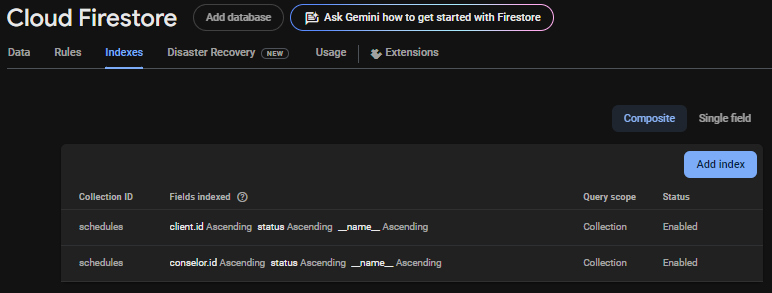 Cloud Firestore Add database Ask Gemini how to get started with Firestore
Data Rules Indexes Disaster Recovery NEW Usage Extensions
Composite Single field
Add index
Collection ID Fields indexed ? Query scope Status
schedules client.id Ascending status Ascending __name__ Ascending Collection Enabled
schedules conselor.id Ascending status Ascending __name__ Ascending Collection Enabled